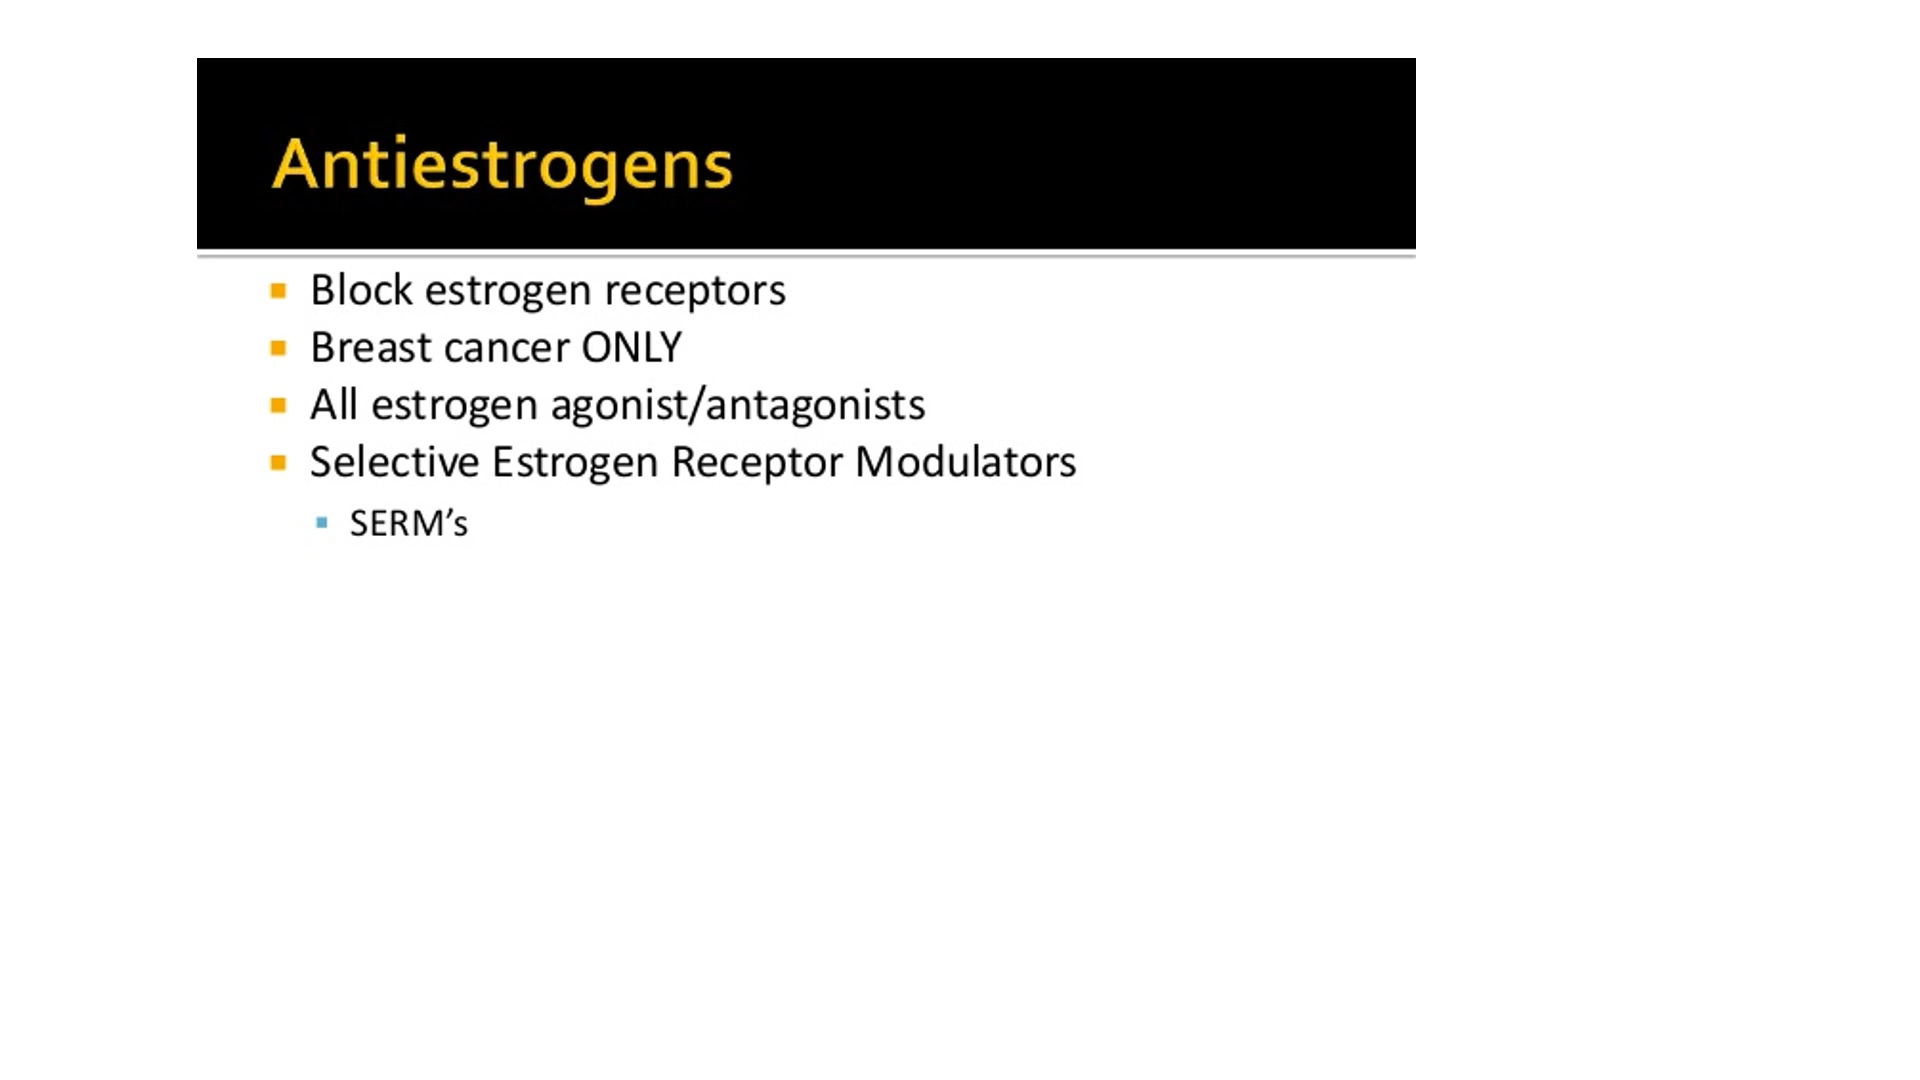 Antiestrogens
Block estrogen receptors
Breast cancer ONLY
All estrogen agonist/antagonists
Selective Estrogen Receptor Modulators
SERM’s